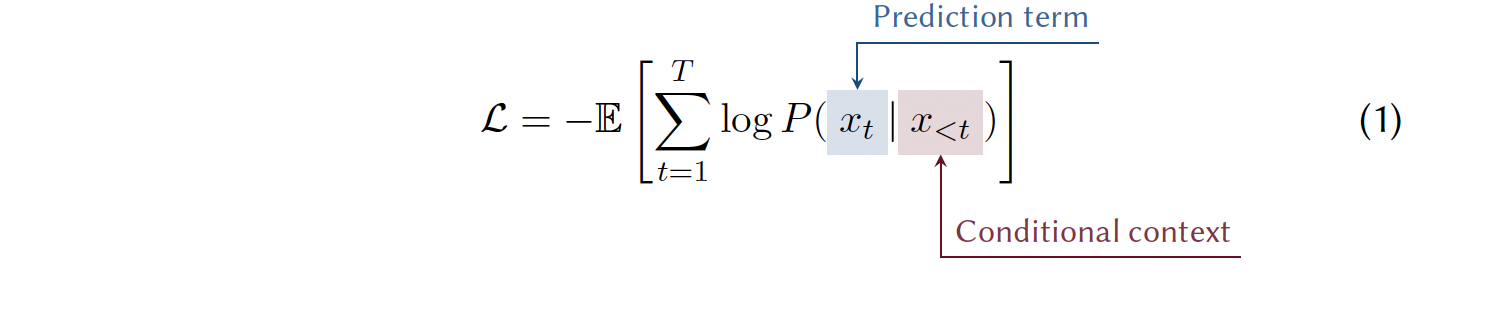 Prediction term
ℒ = −𝔼 [ ∑_{t=1}^{T} log P( x_t | x_{<t} ) ] (1)
Conditional context